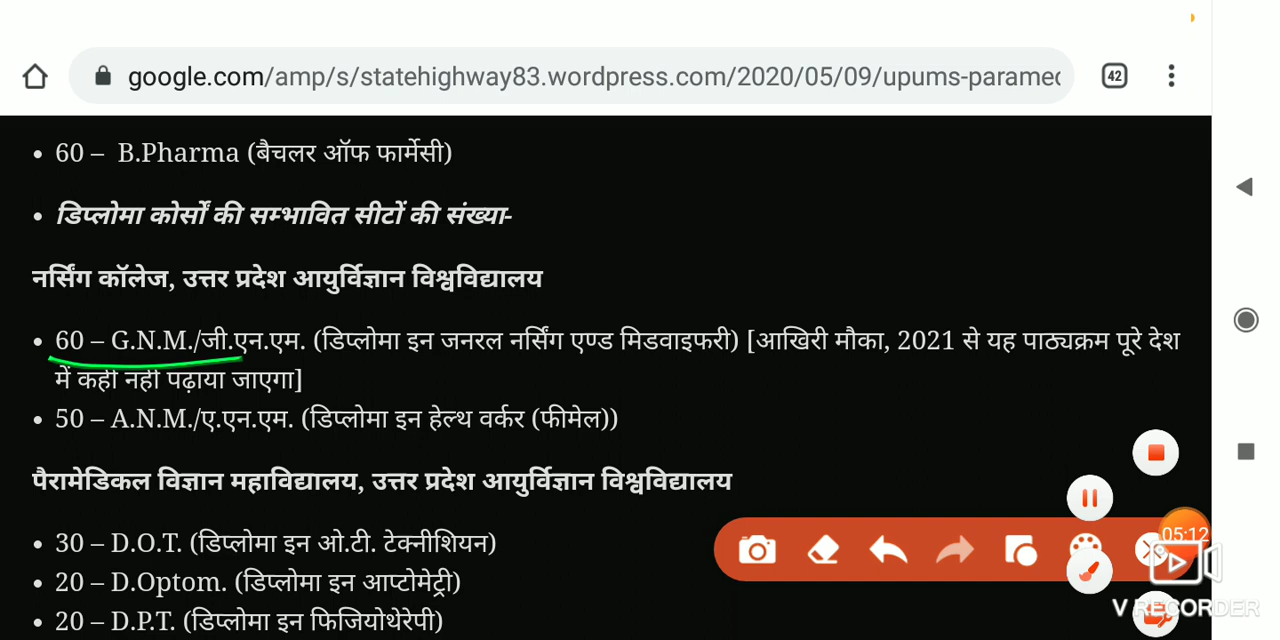 google.com/amp/s/statehighway83.wordpress.com/2020/05/09/upums-paramed
42
• 60 – B.Pharma (बैचलर ऑफ फार्मेसी)
• डिप्लोमा कोर्सों की सम्भावित सीटों की संख्या-
नर्सिंग कॉलेज, उत्तर प्रदेश आयुर्विज्ञान विश्वविद्यालय
• 60 – G.N.M./जी.एन.एम. (डिप्लोमा इन जनरल नर्सिंग एण्ड मिडवाइफरी) [आखिरी मौका, 2021 से यह पाठ्यक्रम पूरे देश
में कहीं नहीं पढ़ाया जाएगा]
• 50 – A.N.M./ए.एन.एम. (डिप्लोमा इन हेल्थ वर्कर (फीमेल))
पैरामेडिकल विज्ञान महाविद्यालय, उत्तर प्रदेश आयुर्विज्ञान विश्वविद्यालय
• 30 – D.O.T. (डिप्लोमा इन ओ.टी. टेक्नीशियन)
• 20 – D.Optom. (डिप्लोमा इन आप्टोमेट्री)
• 20 – D.P.T. (डिप्लोमा इन फिजियोथेरेपी)
05:12
V RECORDER